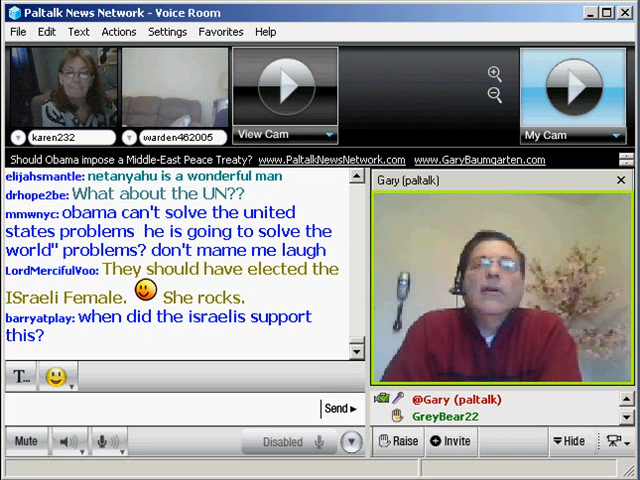 Paltalk News Network - Voice Room
File Edit Text Actions Settings Favorites Help
karen232
warden462005
View Cam
My Cam
Should Obama impose a Middle-East Peace Treaty? www.PaltalkNewsNetwork.com www.GaryBaumgarten.com
elijahsmantle: netanyahu is a wonderful man
drhope2be: What about the UN??
mmwnyc: obama can't solve the united
states problems he is going to solve the
world" problems? don't mame me laugh
LordMercifulVoo: They should have elected the
ISraeli Female. She rocks.
barryatplay: when did the israelis support
this?
Gary (paltalk)
T...
Send
@Gary (paltalk)
GreyBear22
Mute
Disabled
Raise
Invite
Hide